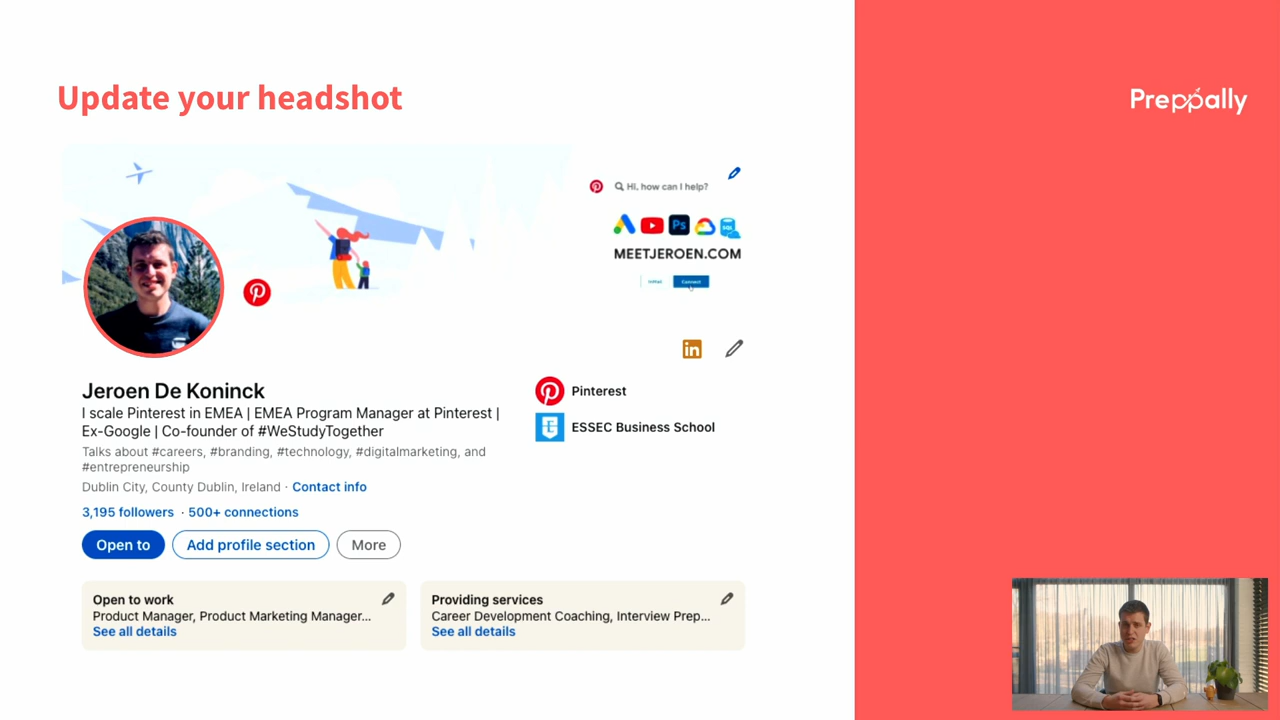 Update your headshot
Preppally
Hi, how can I help?
Ps
SQL
MEETJEROEN.COM
Connect
in
Jeroen De Koninck
I scale Pinterest in EMEA | EMEA Program Manager at Pinterest |
Ex-Google | Co-founder of #WeStudyTogether
Talks about #careers, #branding, #technology, #digitalmarketing, and
#entrepreneurship
Dublin City, County Dublin, Ireland · Contact info
3,195 followers · 500+ connections
Open to
Add profile section
More
Pinterest
ESSEC Business School
Open to work
Product Manager, Product Marketing Manager...
See all details
Providing services
Career Development Coaching, Interview Prep...
See all details